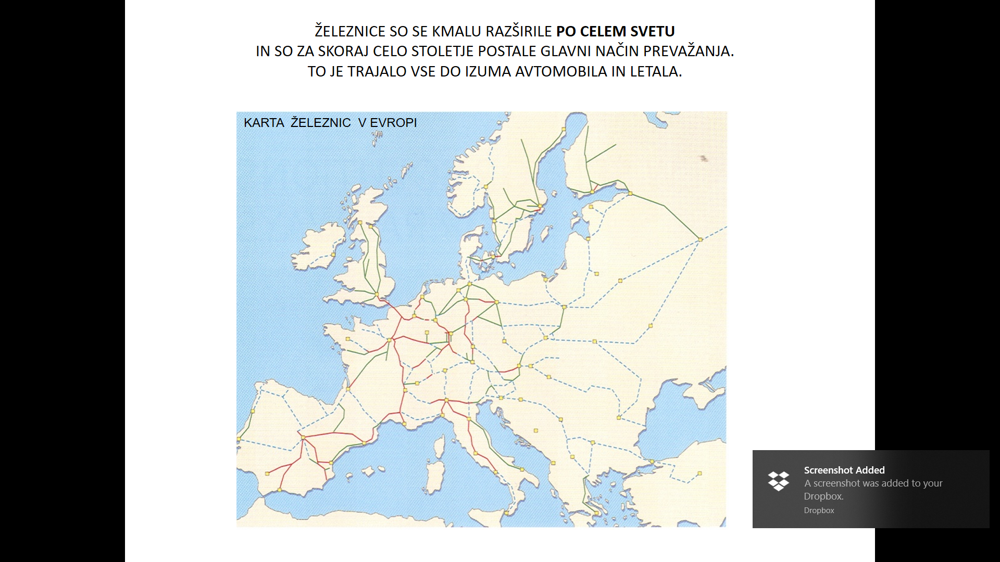 ŽELEZNICE SO SE KMALU RAZŠIRILE PO CELEM SVETU
IN SO ZA SKORAJ CELO STOLETJE POSTALE GLAVNI NAČIN PREVAŽANJA.
TO JE TRAJALO VSE DO IZUMA AVTOMOBILA IN LETALA.
KARTA ŽELEZNIC V EVROPI
Screenshot Added
A screenshot was added to your
Dropbox.
Dropbox